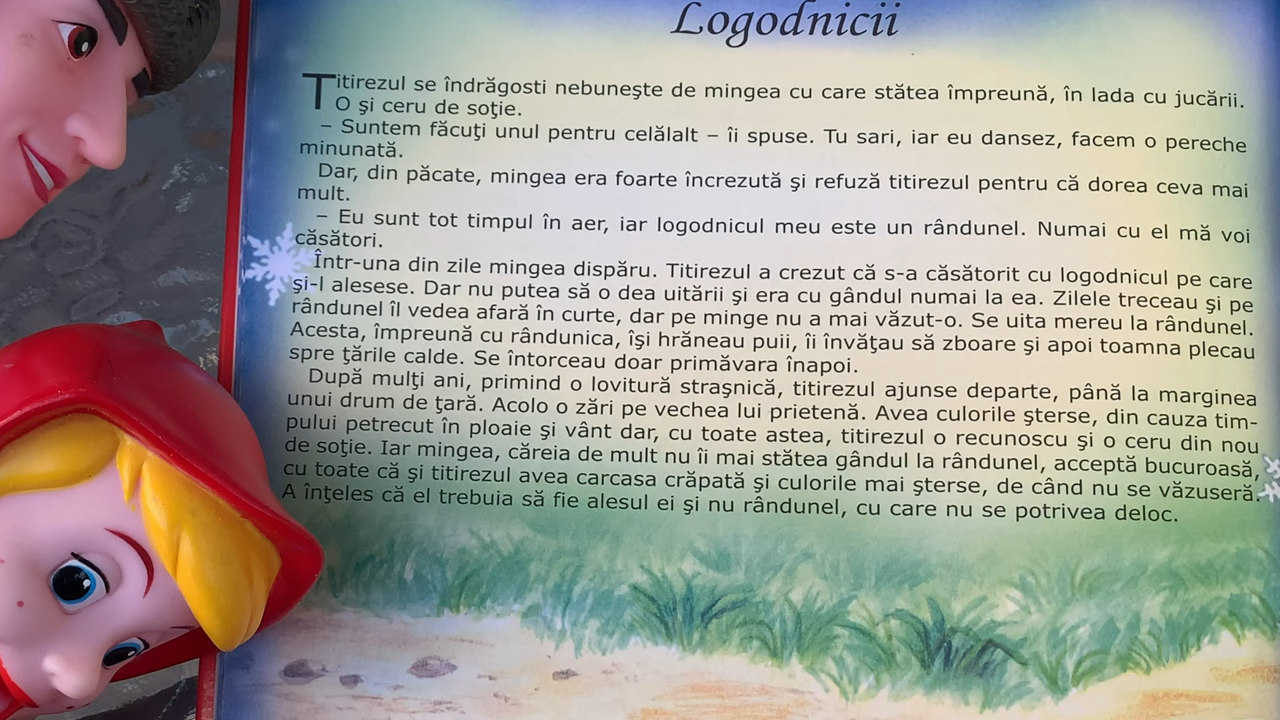 Logodnicii
Titirezul se îndrăgosti nebuneşte de mingea cu care stătea împreună, în lada cu jucării.
O şi ceru de soţie.
– Suntem făcuţi unul pentru celălalt – îi spuse. Tu sari, iar eu dansez, facem o pereche
minunată.
Dar, din păcate, mingea era foarte încrezută şi refuză titirezul pentru că dorea ceva mai
mult.
– Eu sunt tot timpul în aer, iar logodnicul meu este un rândunel. Numai cu el mă voi
căsători.
Într-una din zile mingea dispăru. Titirezul a crezut că s-a căsătorit cu logodnicul pe care
şi-l alesese. Dar nu putea să o dea uitării şi era cu gândul numai la ea. Zilele treceau şi pe
rândunel îl vedea afară în curte, dar pe minge nu a mai văzut-o. Se uita mereu la rândunel.
Acesta, împreună cu rândunica, îşi hrăneau puii, îi învăţau să zboare şi apoi toamna plecau
spre ţările calde. Se întorceau doar primăvara înapoi.
După mulţi ani, primind o lovitură straşnică, titirezul ajunse departe, până la marginea
unui drum de ţară. Acolo o zări pe vechea lui prietenă. Avea culorile şterse, din cauza tim-
pului petrecut în ploaie şi vânt dar, cu toate astea, titirezul o recunoscu şi o ceru din nou
de soţie. Iar mingea, căreia de mult nu îi mai stătea gândul la rândunel, acceptă bucuroasă,
cu toate că şi titirezul avea carcasa crăpată şi culorile mai şterse, de când nu se văzuseră.
A înţeles că el trebuia să fie alesul ei şi nu rândunel, cu care nu se potrivea deloc.